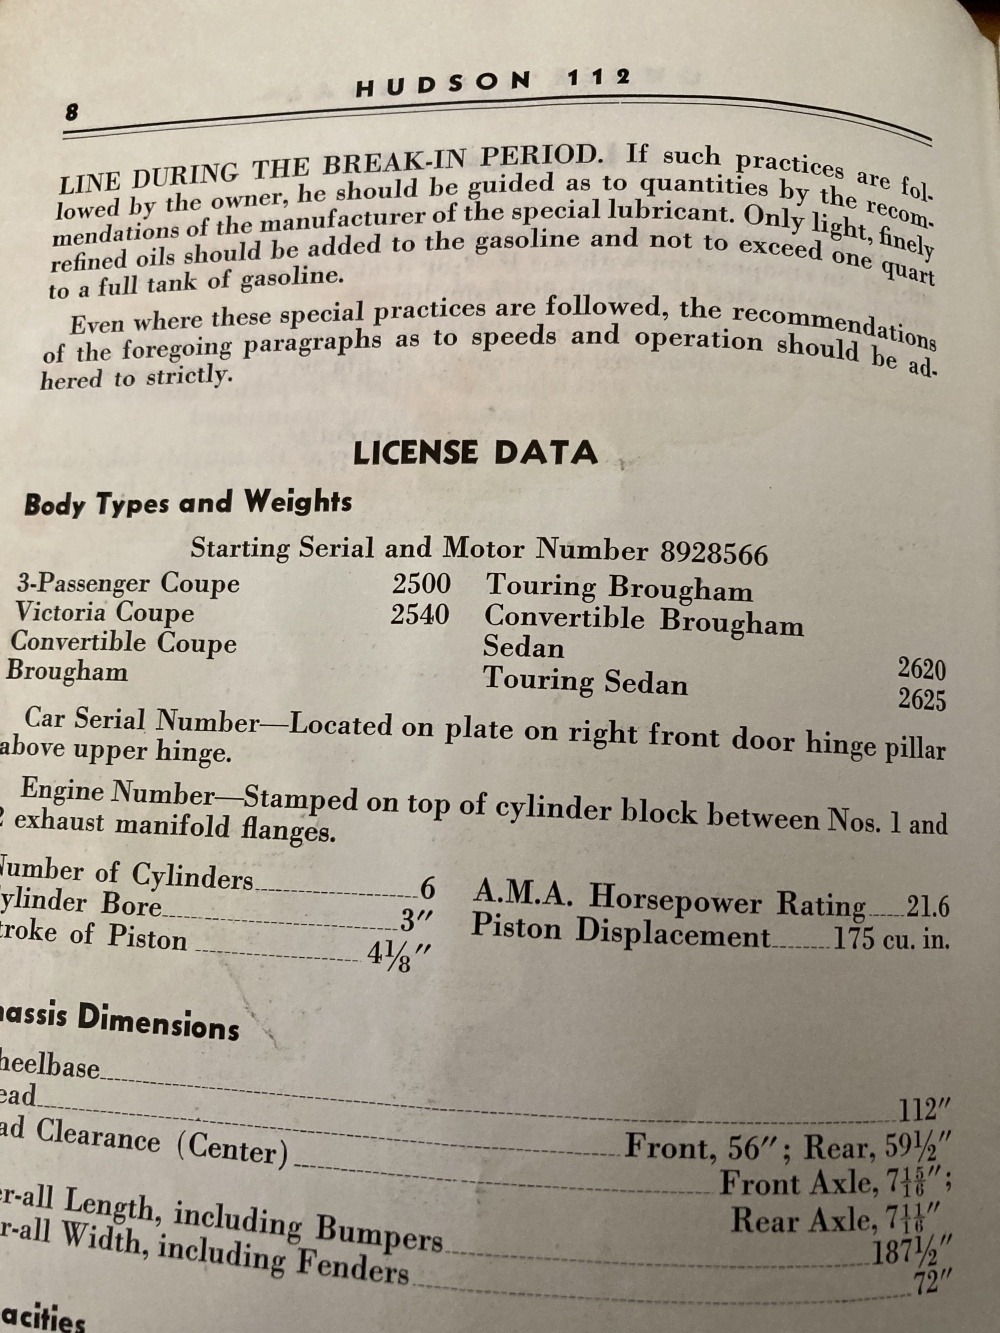 8
HUDSON 112
LINE DURING THE BREAK-IN PERIOD. If such practices are fol-
lowed by the owner, he should be guided as to quantities by the recom-
mendations of the manufacturer of the special lubricant. Only light, finely
refined oils should be added to the gasoline and not to exceed one quart
to a full tank of gasoline.
Even where these special practices are followed, the recommendations
of the foregoing paragraphs as to speeds and operation should be ad-
hered to strictly.
LICENSE DATA
Body Types and Weights
Starting Serial and Motor Number 8928566
3-Passenger Coupe 2500 Touring Brougham
Victoria Coupe 2540 Convertible Brougham
Convertible Coupe Sedan 2620
Brougham Touring Sedan 2625
Car Serial Number—Located on plate on right front door hinge pillar
above upper hinge.
Engine Number—Stamped on top of cylinder block between Nos. 1 and
2 exhaust manifold flanges.
Number of Cylinders 6 A.M.A. Horsepower Rating 21.6
ylinder Bore 3" Piston Displacement 175 cu. in.
troke of Piston 4⅛"
hassis Dimensions
heelbase 112"
ead Front, 56"; Rear, 59½"
ad Clearance (Center) Front Axle, 7 15/16";
Rear Axle, 7 11/16"
er-all Length, including Bumpers 187½"
r-all Width, including Fenders 72"
acities